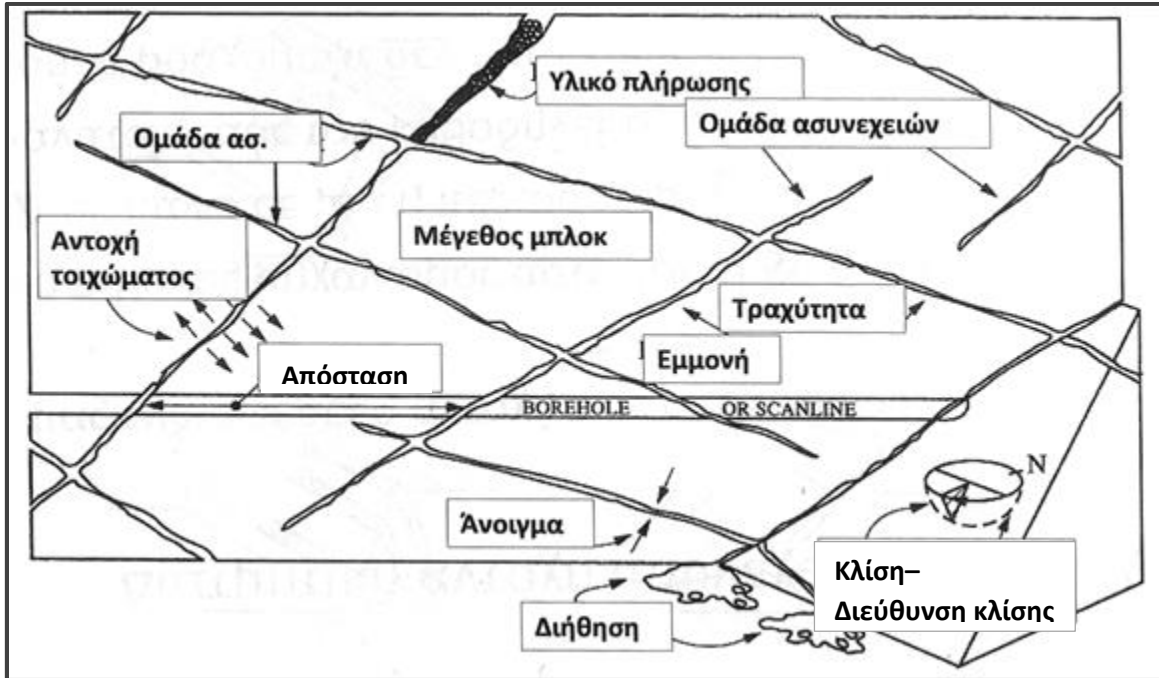 Υλικό πλήρωσης
Ομάδα ασ.
Ομάδα ασυνεχειών
Αντοχή
τοιχώματος
Μέγεθος μπλοκ
Τραχύτητα
Εμμονή
Απόσταση
BOREHOLE OR SCANLINE
N
Άνοιγμα
Κλίση–
Διεύθυνση κλίσης
Διήθηση